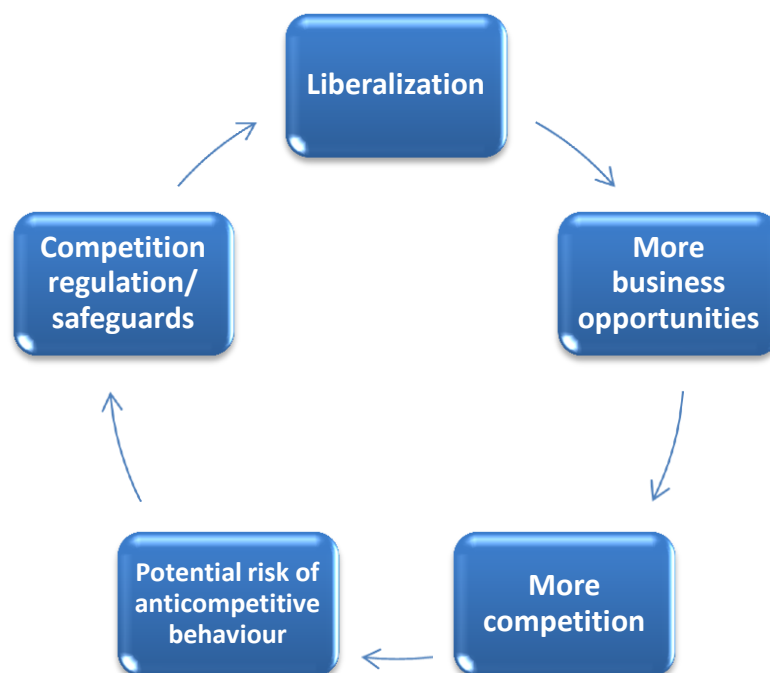 Liberalization
More
business
opportunities
More
competition
Potential risk of
anticompetitive
behaviour
Competition
regulation/
safeguards